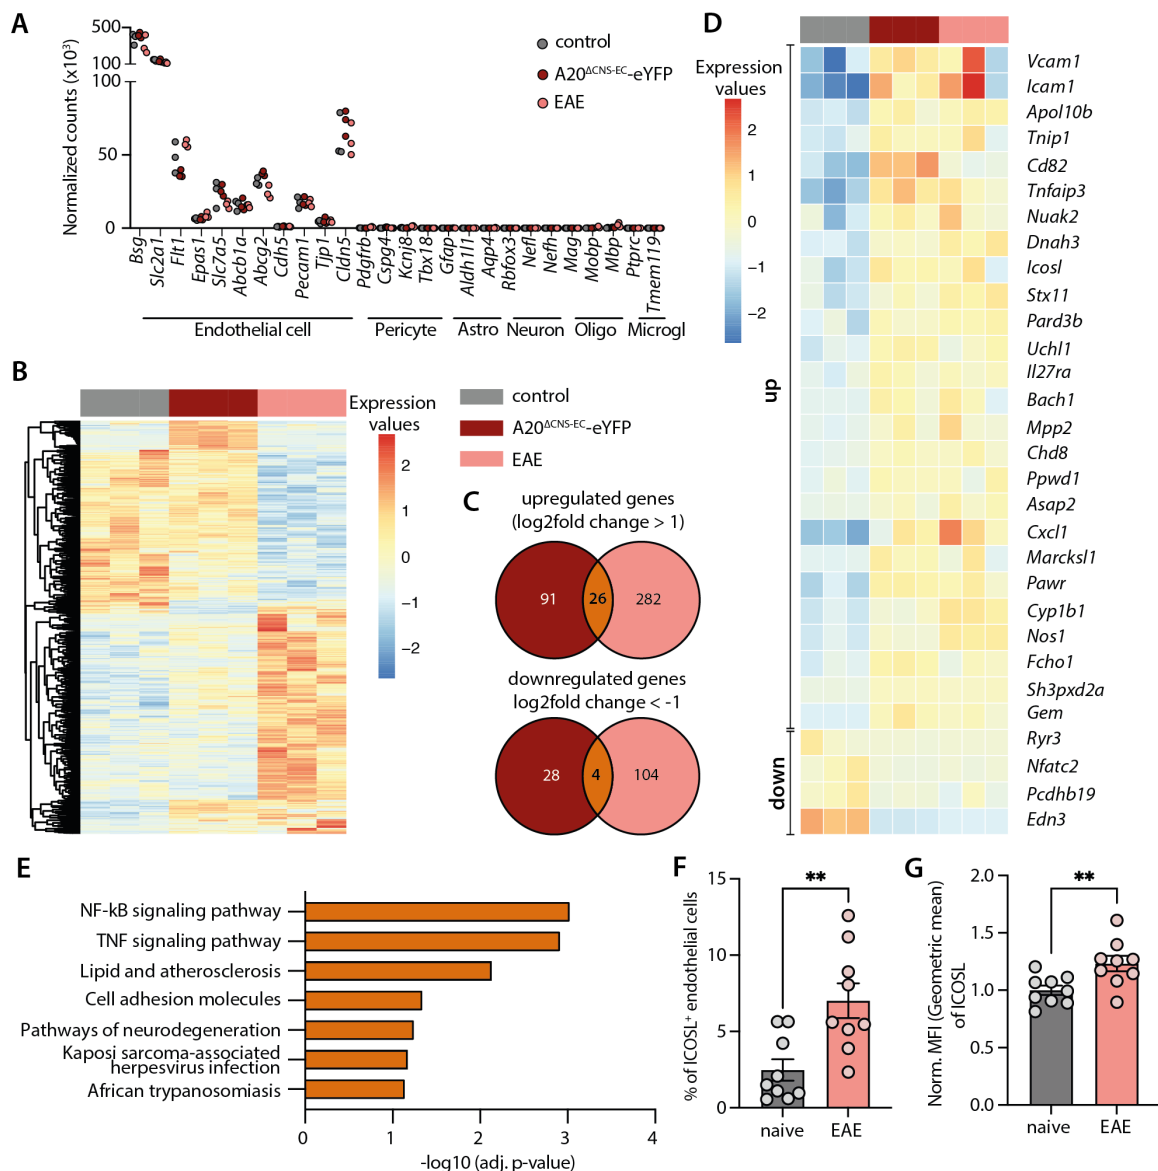 A
500
100
100
50
0
Normalized counts (x10³)
control
A20ΔCNS-EC-eYFP
EAE
Bsg
Slc2a1
Flt1
Epas1
Slc7a5
Abcb1a
Abcg2
Cdh5
Pecam1
Tjp1
Cldn5
Pdgfrb
Cspg4
Kcnj8
Tbx18
Gfap
Aldh1l1
Aqp4
Rbfox3
Nefl
Nefh
Mag
Mobp
Mbp
Ptprc
Tmem119
Endothelial cell
Pericyte
Astro
Neuron
Oligo
Microgl
B
Expression
values
2
1
0
−1
−2
control
A20ΔCNS-EC-eYFP
EAE
C
upregulated genes
(log2fold change > 1)
91
26
282
downregulated genes
log2fold change < -1
28
4
104
D
Expression
values
2
1
0
−1
−2
up
down
Vcam1
Icam1
Apol10b
Tnip1
Cd82
Tnfaip3
Nuak2
Dnah3
Icosl
Stx11
Pard3b
Uchl1
Il27ra
Bach1
Mpp2
Chd8
Ppwd1
Asap2
Cxcl1
Marcksl1
Pawr
Cyp1b1
Nos1
Fcho1
Sh3pxd2a
Gem
Ryr3
Nfatc2
Pcdhb19
Edn3
E
NF-kB signaling pathway
TNF signaling pathway
Lipid and atherosclerosis
Cell adhesion molecules
Pathways of neurodegeneration
Kaposi sarcoma-associated
herpesvirus infection
African trypanosomiasis
0 1 2 3 4
-log10 (adj. p-value)
F
15
10
5
0
% of ICOSL⁺ endothelial cells
**
naive
EAE
G
2.0
1.5
1.0
0.5
0.0
Norm. MFI (Geometric mean)
of ICOSL
**
naive
EAE